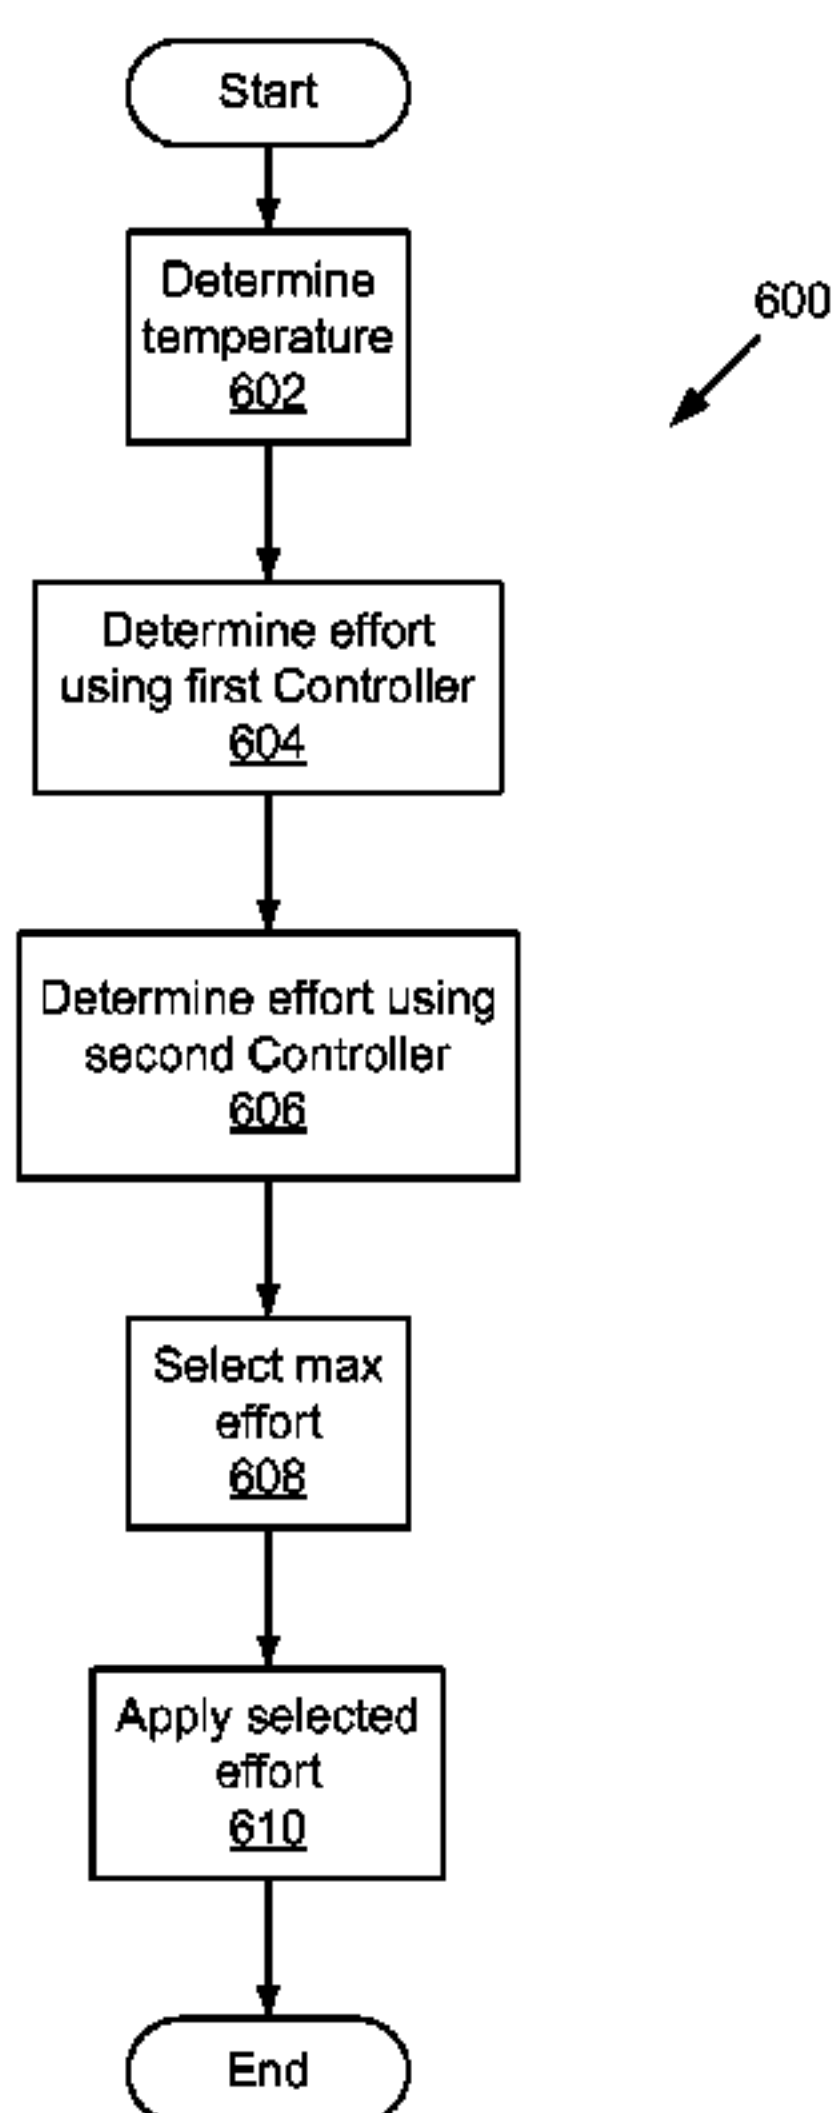 Start
Determine
temperature
602
600
Determine effort
using first Controller
604
Determine effort using
second Controller
606
Select max
effort
608
Apply selected
effort
610
End